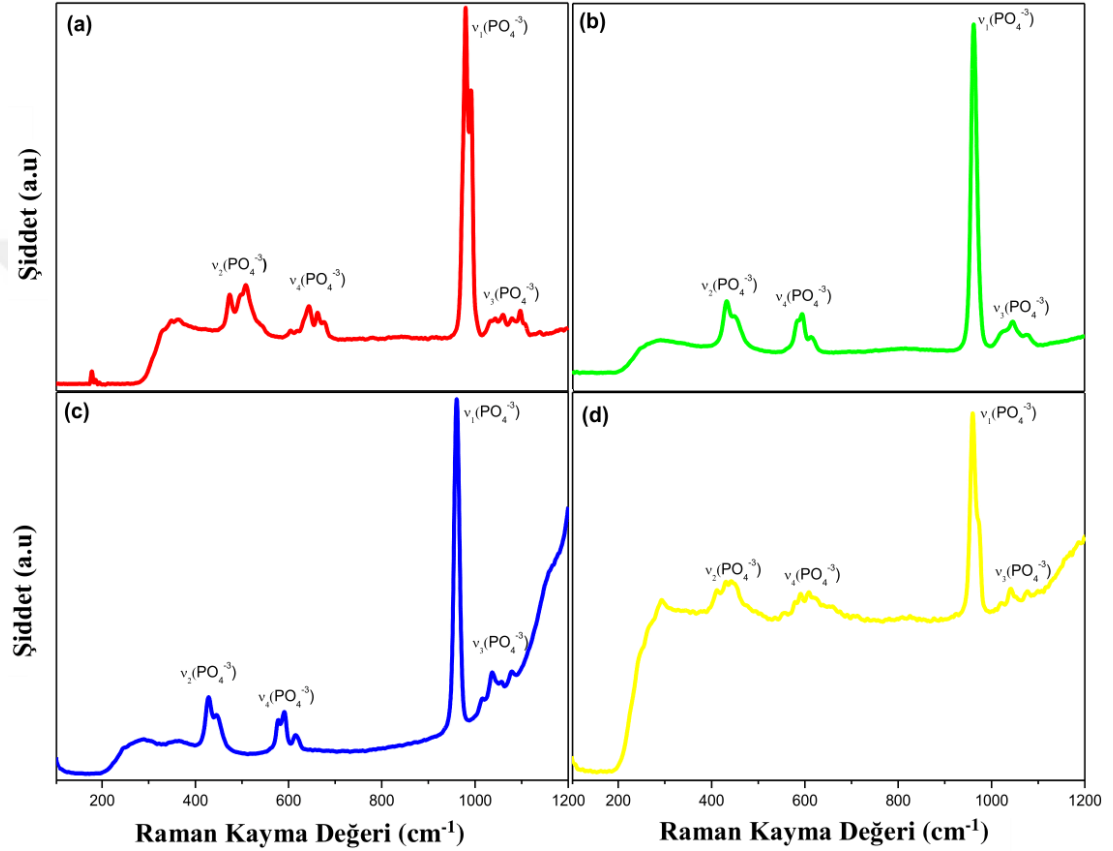 (a)
ν₁(PO₄⁻³)
ν₂(PO₄⁻³)
ν₄(PO₄⁻³)
ν₃(PO₄⁻³)
Şiddet (a.u)
(b)
ν₁(PO₄⁻³)
ν₂(PO₄⁻³)
ν₄(PO₄⁻³)
ν₃(PO₄⁻³)
(c)
ν₁(PO₄⁻³)
ν₃(PO₄⁻³)
ν₂(PO₄⁻³)
ν₄(PO₄⁻³)
Şiddet (a.u)
200 400 600 800 1000 1200
Raman Kayma Değeri (cm⁻¹)
(d)
ν₁(PO₄⁻³)
ν₂(PO₄⁻³)
ν₄(PO₄⁻³)
ν₃(PO₄⁻³)
200 400 600 800 1000 1200
Raman Kayma Değeri (cm⁻¹)